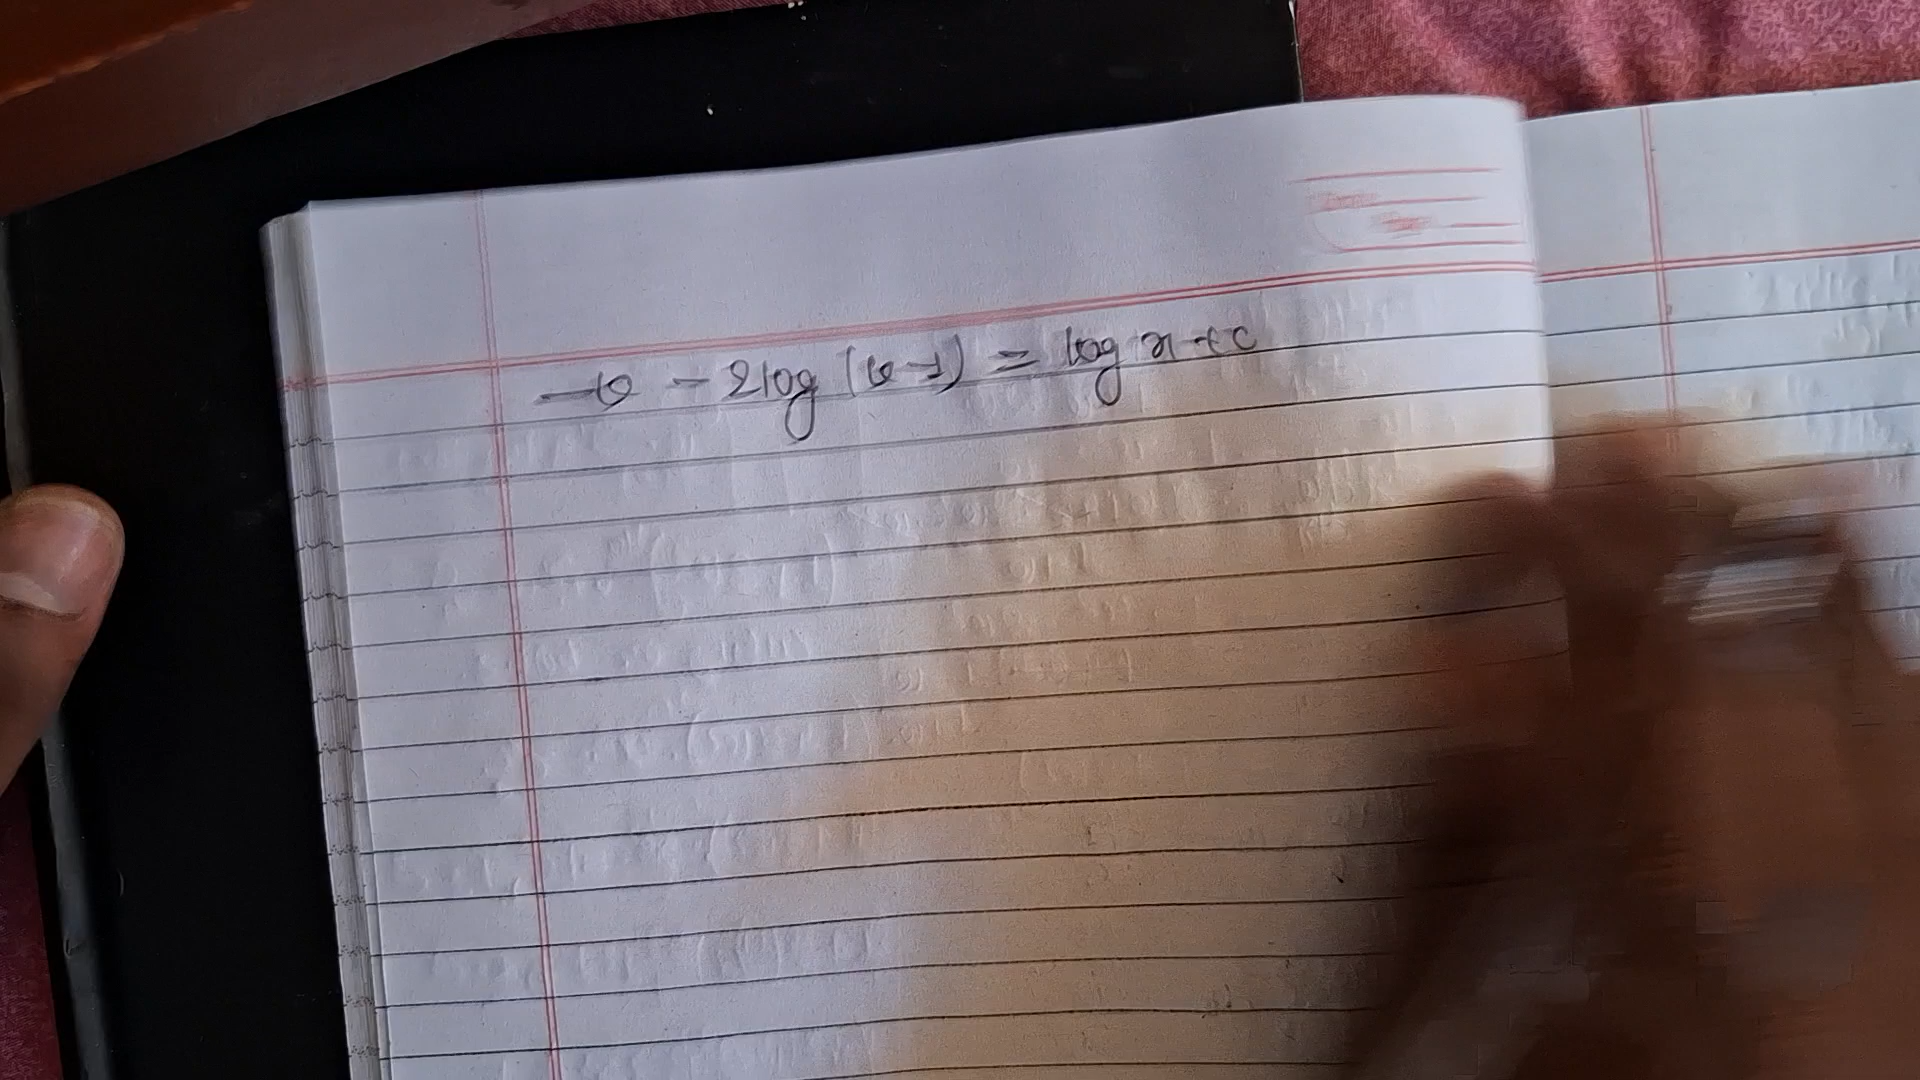 -v - 2log (v-1) = log x + c